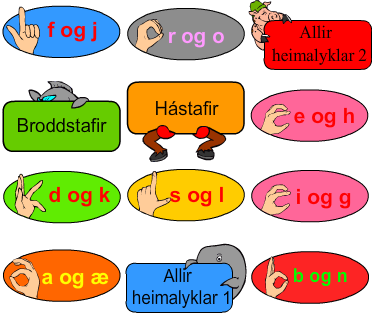 f og j
r og o
Allir
heimalyklar 2
Broddstafir
Hástafir
e og h
d og k
s og l
i og g
a og æ
Allir
heimalyklar 1
b og n